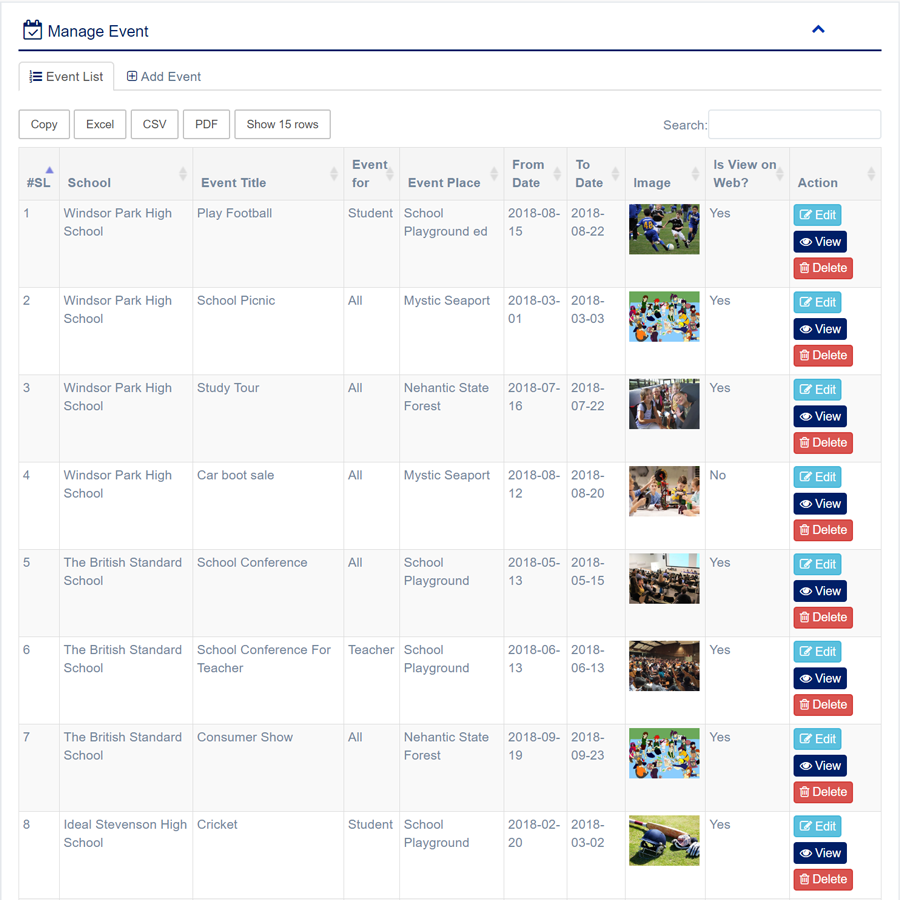 Manage Event
Event List
Add Event
Copy
Excel
CSV
PDF
Show 15 rows
Search:
#SL
School
Event Title
Event
for
Event Place
From
Date
To
Date
Image
Is View on
Web?
Action
1
Windsor Park High
School
Play Football
Student
School
Playground ed
2018-08-
15
2018-
08-22
Yes
Edit
View
Delete
2
Windsor Park High
School
School Picnic
All
Mystic Seaport
2018-03-
01
2018-
03-03
Yes
Edit
View
Delete
3
Windsor Park High
School
Study Tour
All
Nehantic State
Forest
2018-07-
16
2018-
07-22
Yes
Edit
View
Delete
4
Windsor Park High
School
Car boot sale
All
Mystic Seaport
2018-08-
12
2018-
08-20
No
Edit
View
Delete
5
The British Standard
School
School Conference
All
School
Playground
2018-05-
13
2018-
05-15
Yes
Edit
View
Delete
6
The British Standard
School
School Conference For
Teacher
Teacher
School
Playground
2018-06-
13
2018-
06-13
Yes
Edit
View
Delete
7
The British Standard
School
Consumer Show
All
Nehantic State
Forest
2018-09-
19
2018-
09-23
Yes
Edit
View
Delete
8
Ideal Stevenson High
School
Cricket
Student
School
Playground
2018-02-
20
2018-
03-02
Yes
Edit
View
Delete